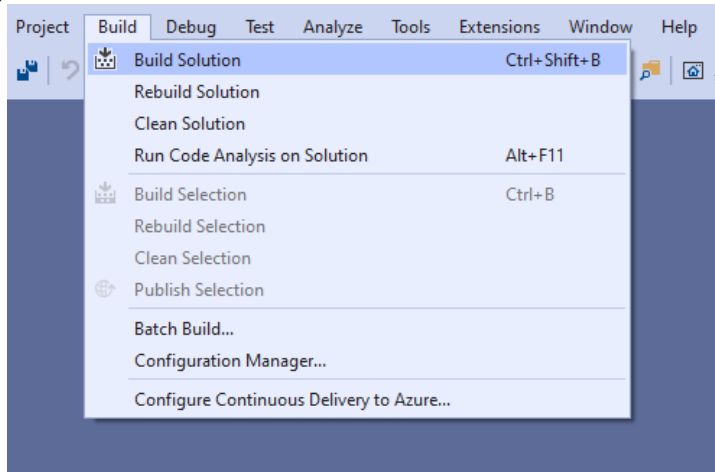 Project Build Debug Test Analyze Tools Extensions Window Help
Build Solution Ctrl+Shift+B
Rebuild Solution
Clean Solution
Run Code Analysis on Solution Alt+F11
Build Selection Ctrl+B
Rebuild Selection
Clean Selection
Publish Selection
Batch Build...
Configuration Manager...
Configure Continuous Delivery to Azure...